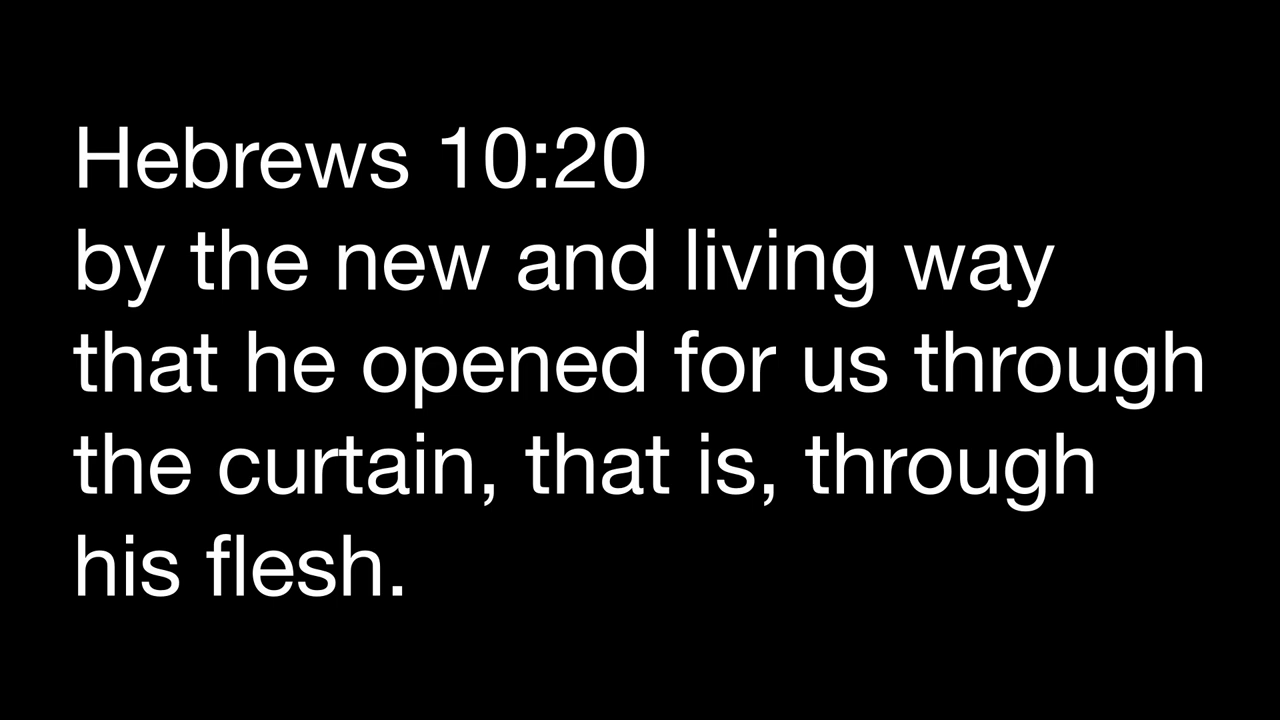 Hebrews 10:20
by the new and living way
that he opened for us through
the curtain, that is, through
his flesh.